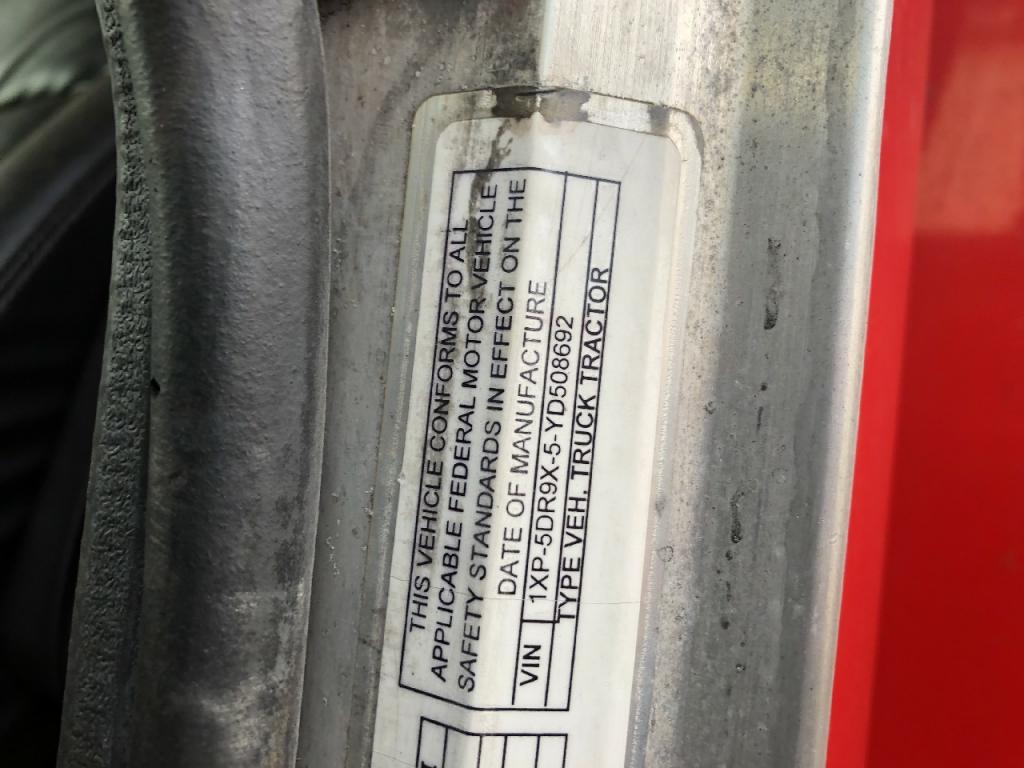 THIS VEHICLE CONFORMS TO ALL
APPLICABLE FEDERAL MOTOR VEHICLE
SAFETY STANDARDS IN EFFECT ON THE
DATE OF MANUFACTURE
VIN 1XP-5DR9X-5-YD508692
TYPE VEH. TRUCK TRACTOR